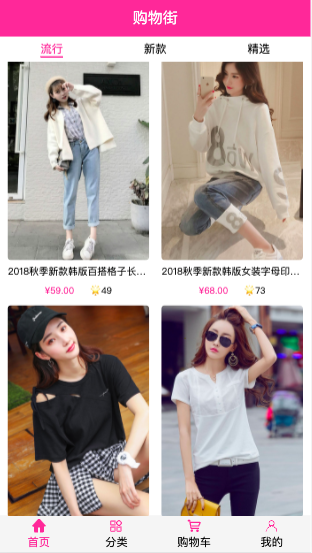 购物街
流行 新款 精选
2018秋季新款韩版百搭格子长... 2018秋季新款韩版女装字母印...
¥59.00 49 ¥68.00 73
首页 分类 购物车 我的